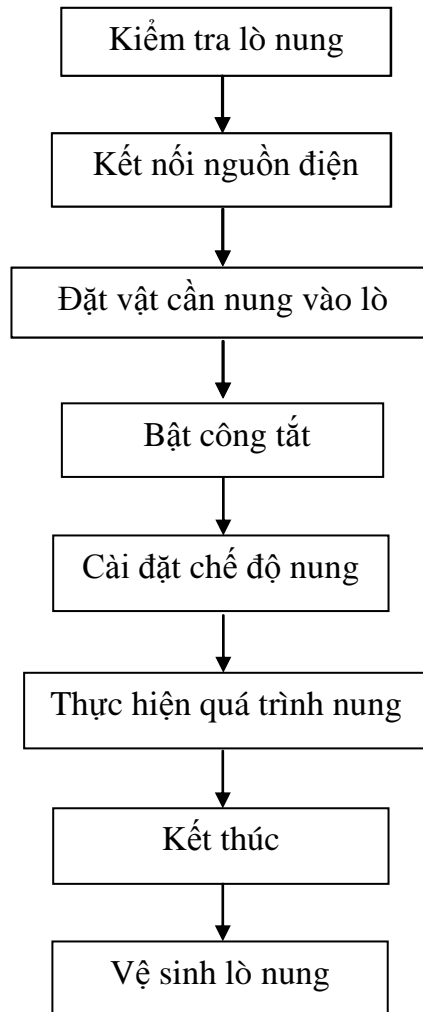 Kiểm tra lò nung
Kết nối nguồn điện
Đặt vật cần nung vào lò
Bật công tắt
Cài đặt chế độ nung
Thực hiện quá trình nung
Kết thúc
Vệ sinh lò nung